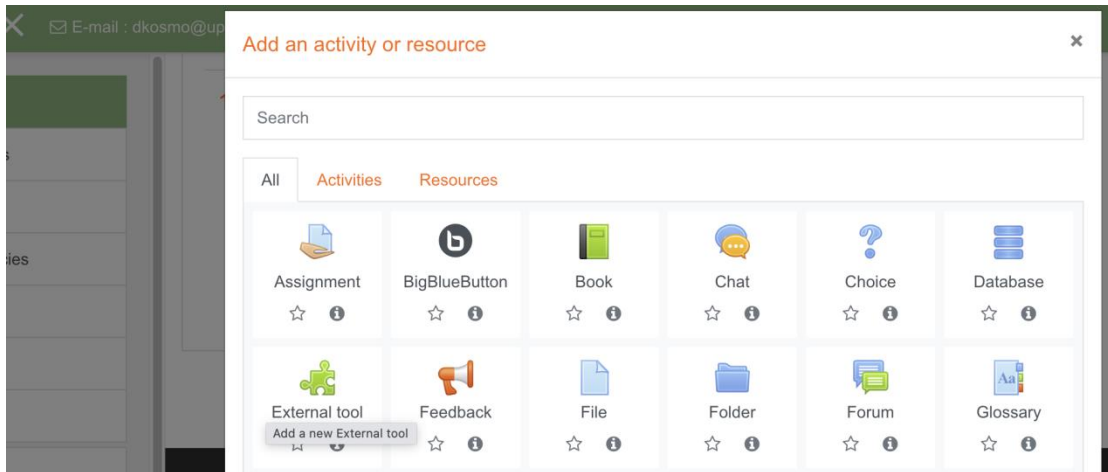 E-mail : dkosmo@up
Add an activity or resource
Search
All Activities Resources
Assignment BigBlueButton Book Chat Choice Database
cies
External tool Feedback File Folder Forum Glossary
Add a new External tool